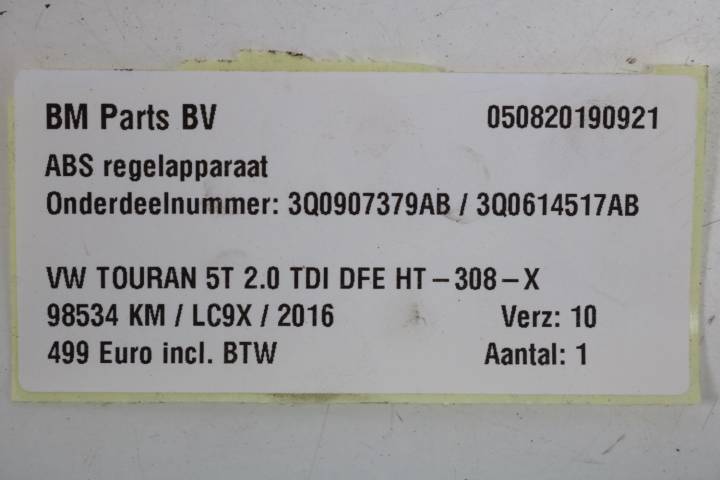 BM Parts BV 050820190921
ABS regelapparaat
Onderdeelnummer: 3Q0907379AB / 3Q0614517AB
VW TOURAN 5T 2.0 TDI DFE HT-308-X
98534 KM / LC9X / 2016 Verz: 10
499 Euro incl. BTW Aantal: 1